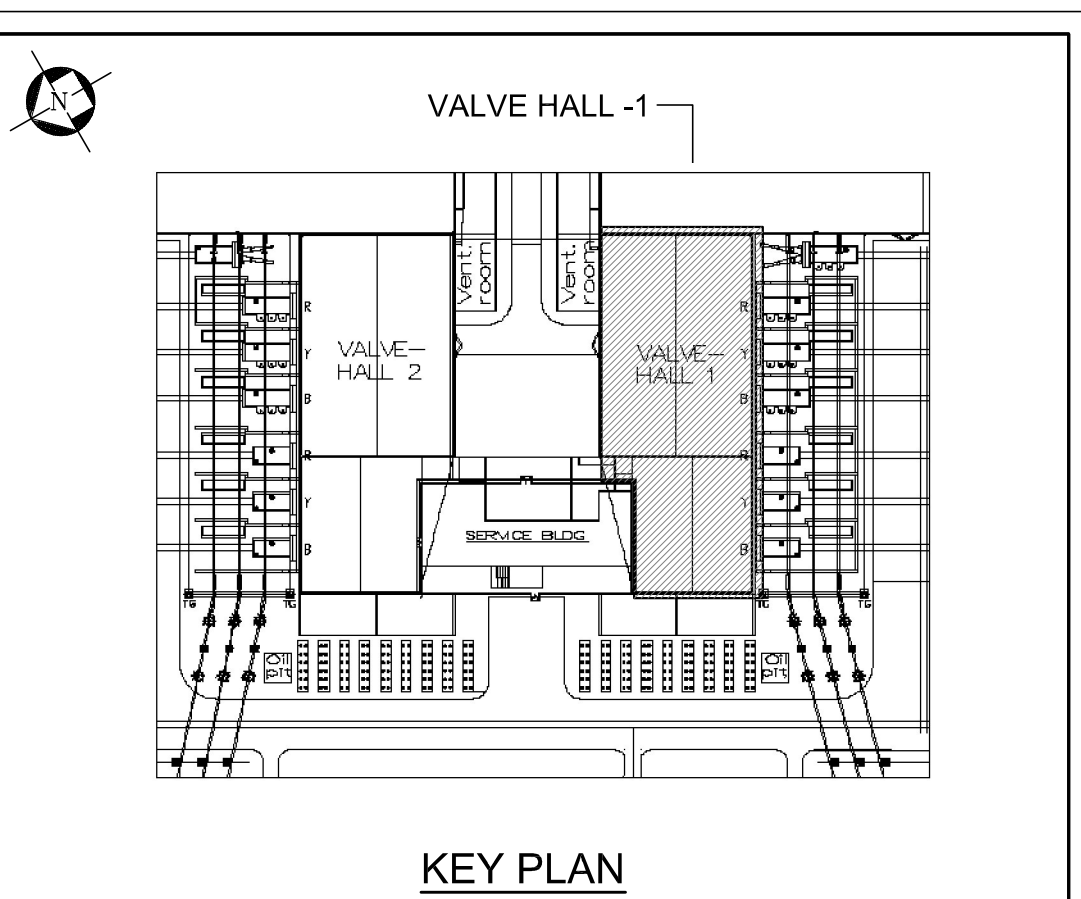 N
VALVE HALL -1
Vent.
room
Vent.
room
R
R
Y
VALVE-
HALL 2
VALVE-
HALL 1
Y
B
B
R
R
Y
Y
SERVICE BLDG
B
B
TG
TG
TG
TG
Oil
pit
Oil
pit
KEY PLAN